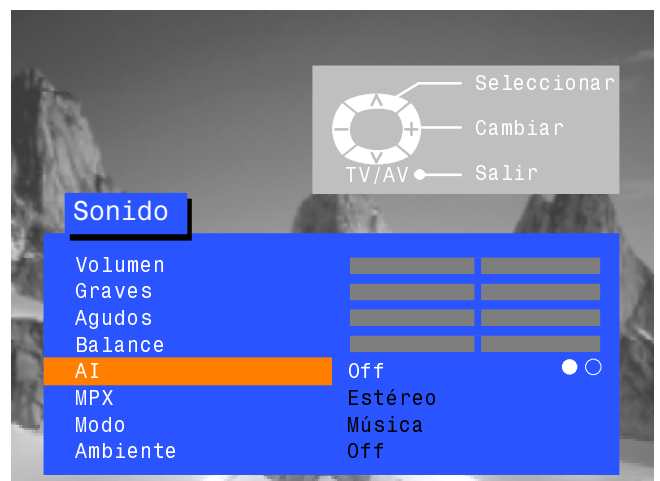 Seleccionar
Cambiar
TV/AV Salir
Sonido
Volumen
Graves
Agudos
Balance
AI Off
MPX Estéreo
Modo Música
Ambiente Off